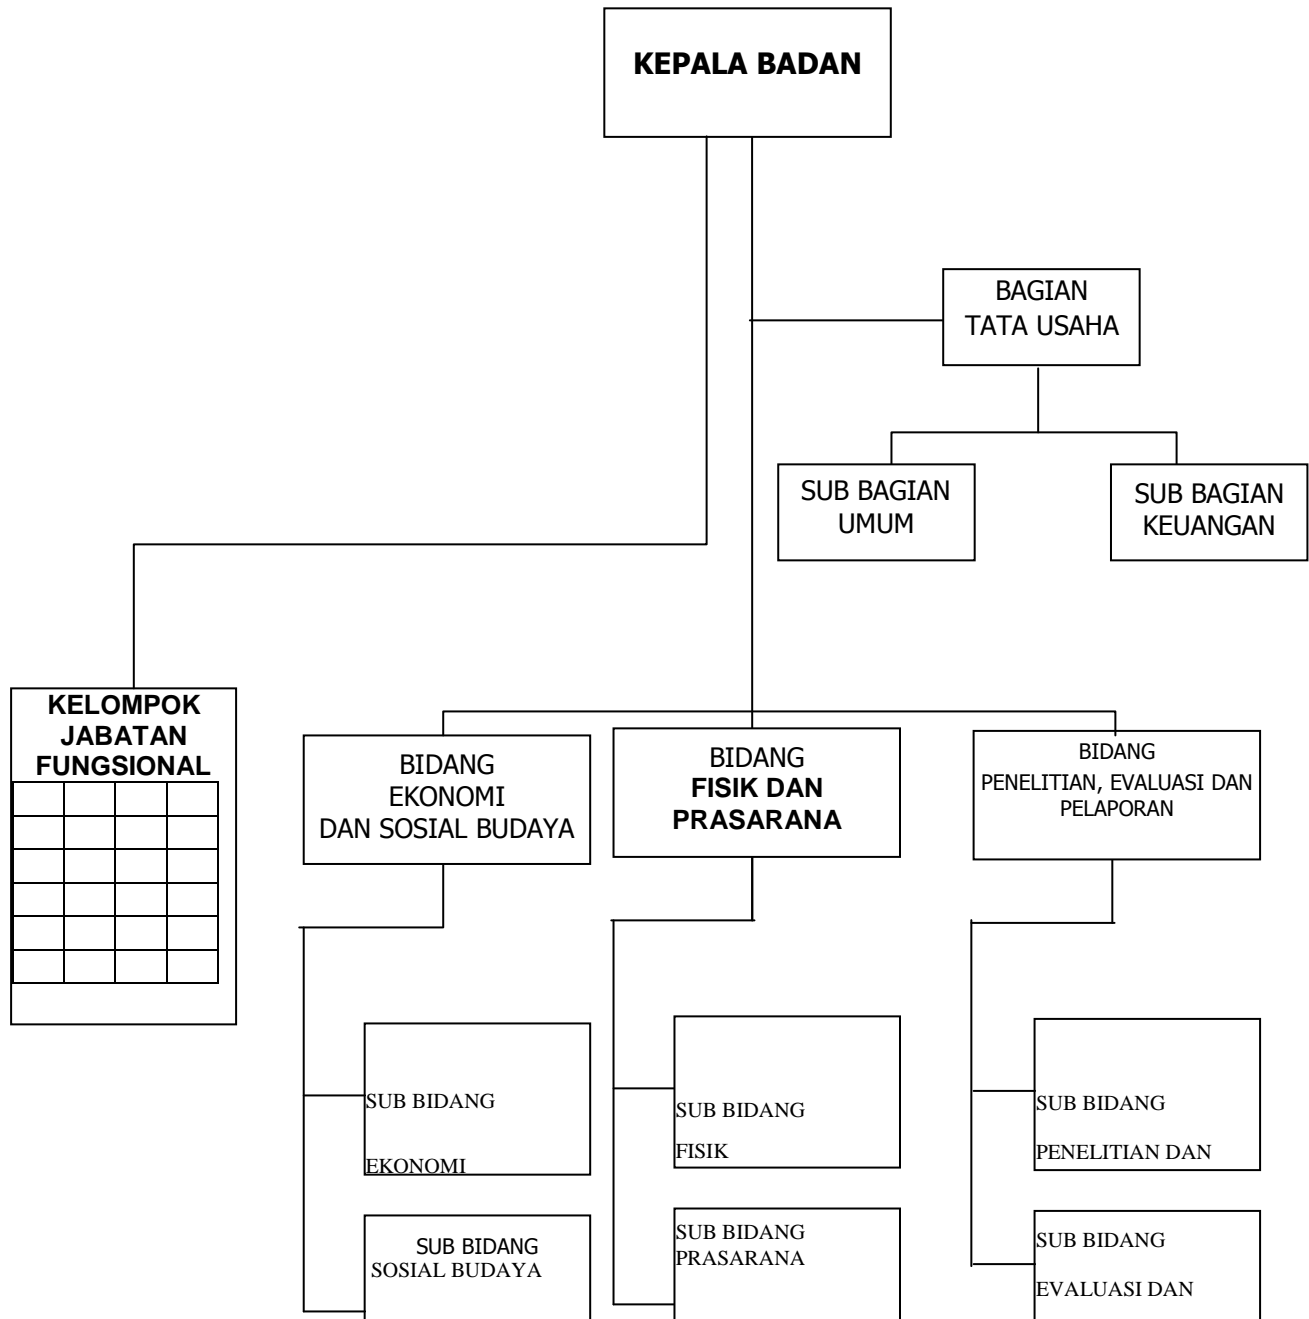 KEPALA BADAN
BAGIAN
TATA USAHA
SUB BAGIAN
UMUM
SUB BAGIAN
KEUANGAN
KELOMPOK
JABATAN
FUNGSIONAL
BIDANG
EKONOMI
DAN SOSIAL BUDAYA
BIDANG
FISIK DAN
PRASARANA
BIDANG
PENELITIAN, EVALUASI DAN
PELAPORAN
SUB BIDANG
EKONOMI
SUB BIDANG
FISIK
SUB BIDANG
PENELITIAN DAN
SUB BIDANG
SOSIAL BUDAYA
SUB BIDANG
PRASARANA
SUB BIDANG
EVALUASI DAN